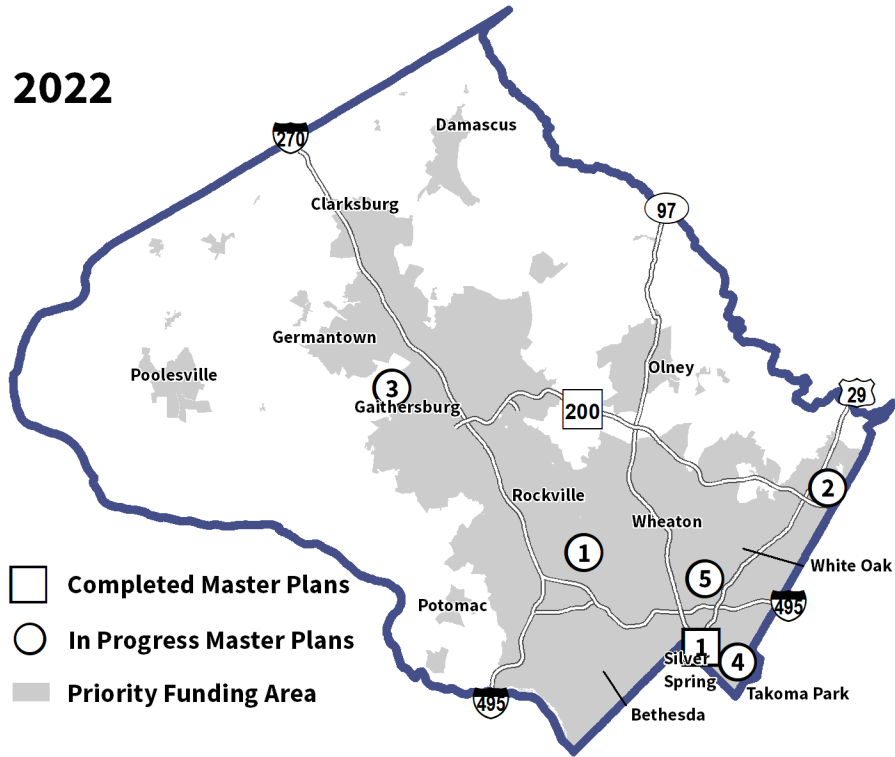 2022
270
Damascus
Clarksburg
97
Germantown
Poolesville
Olney
3
Gaithersburg
29
200
2
Rockville
Wheaton
1
White Oak
5
Completed Master Plans
Potomac
495
In Progress Master Plans
1
Silver
Spring
4
Priority Funding Area
Takoma Park
495
Bethesda